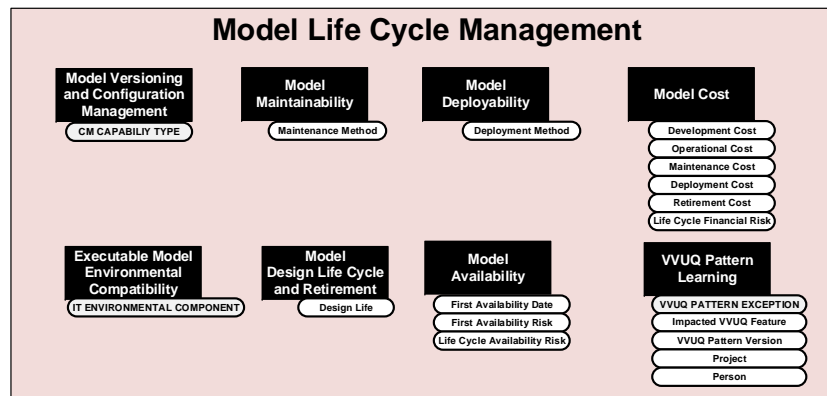 Model Life Cycle Management
Model Versioning
and Configuration
Management
CM CAPABILIY TYPE
Model
Maintainability
Maintenance Method
Model
Deployability
Deployment Method
Model Cost
Development Cost
Operational Cost
Maintenance Cost
Deployment Cost
Retirement Cost
Life Cycle Financial Risk
Executable Model
Environmental
Compatibility
IT ENVIRONMENTAL COMPONENT
Model
Design Life Cycle
and Retirement
Design Life
Model
Availability
First Availability Date
First Availability Risk
Life Cycle Availability Risk
VVUQ Pattern
Learning
VVUQ PATTERN EXCEPTION
Impacted VVUQ Feature
VVUQ Pattern Version
Project
Person